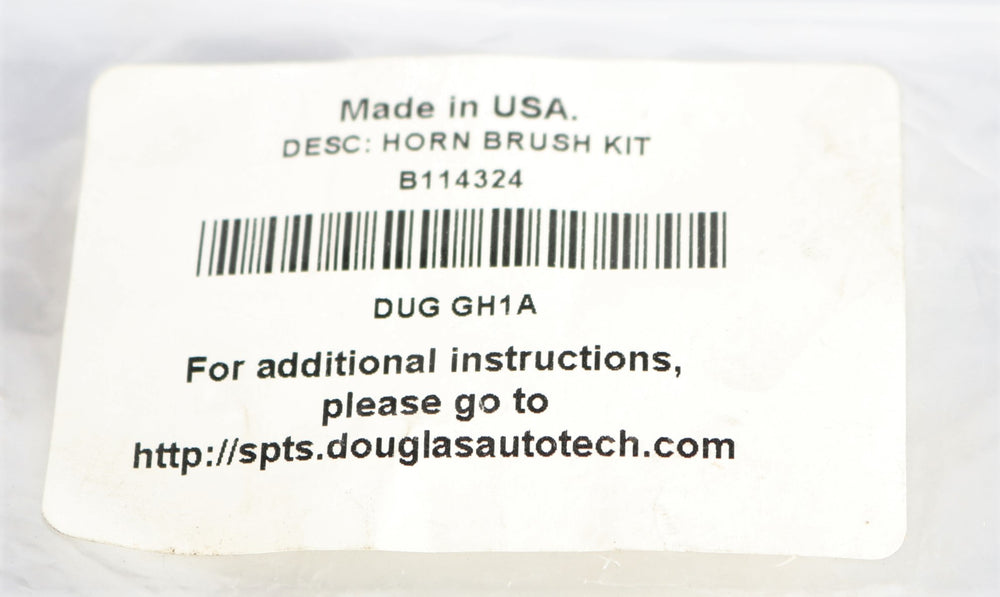 Made in USA.
DESC: HORN BRUSH KIT
B114324
DUG GH1A
For additional instructions,
please go to
http://spts.douglasautotech.com